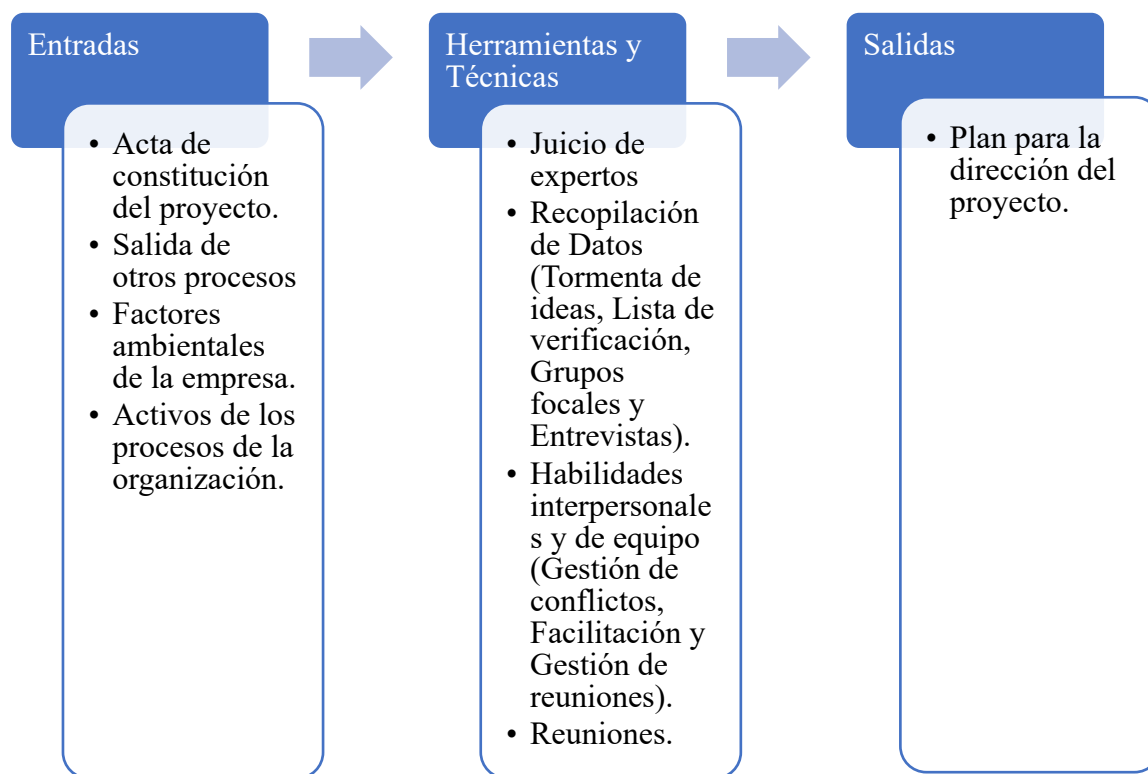 Entradas
• Acta de
constitución
del proyecto.
• Salida de
otros procesos
• Factores
ambientales
de la empresa.
• Activos de los
procesos de la
organización.
Herramientas y
Técnicas
• Juicio de
expertos
• Recopilación
de Datos
(Tormenta de
ideas, Lista de
verificación,
Grupos
focales y
Entrevistas).
• Habilidades
interpersonale
s y de equipo
(Gestión de
conflictos,
Facilitación y
Gestión de
reuniones).
• Reuniones.
Salidas
• Plan para la
dirección del
proyecto.